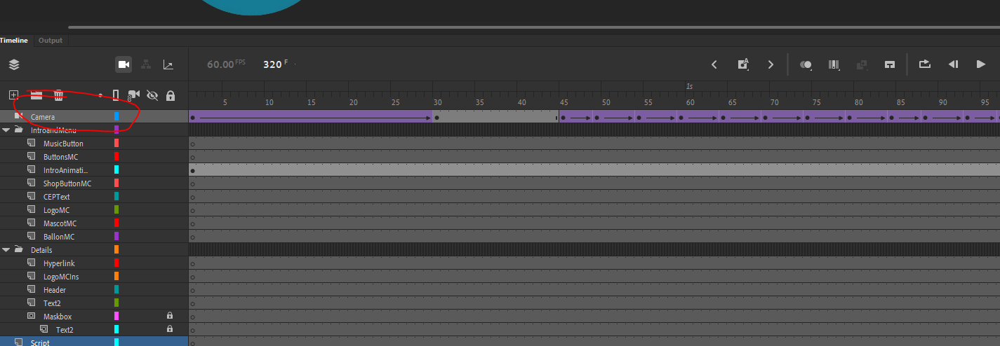 Timeline Output
60.00 FPS 320 F
1s
5 10 15 20 25 30 35 40 45 50 55 60 65 70 75 80 85 90 95
Camera
IntroandMenu
MusicButton
ButtonsMC
IntroAnimati...
ShopButtonMC
CEPText
LogoMC
MascotMC
BallonMC
Details
Hyperlink
LogoMCIns
Header
Text2
Maskbox
Text2
Script